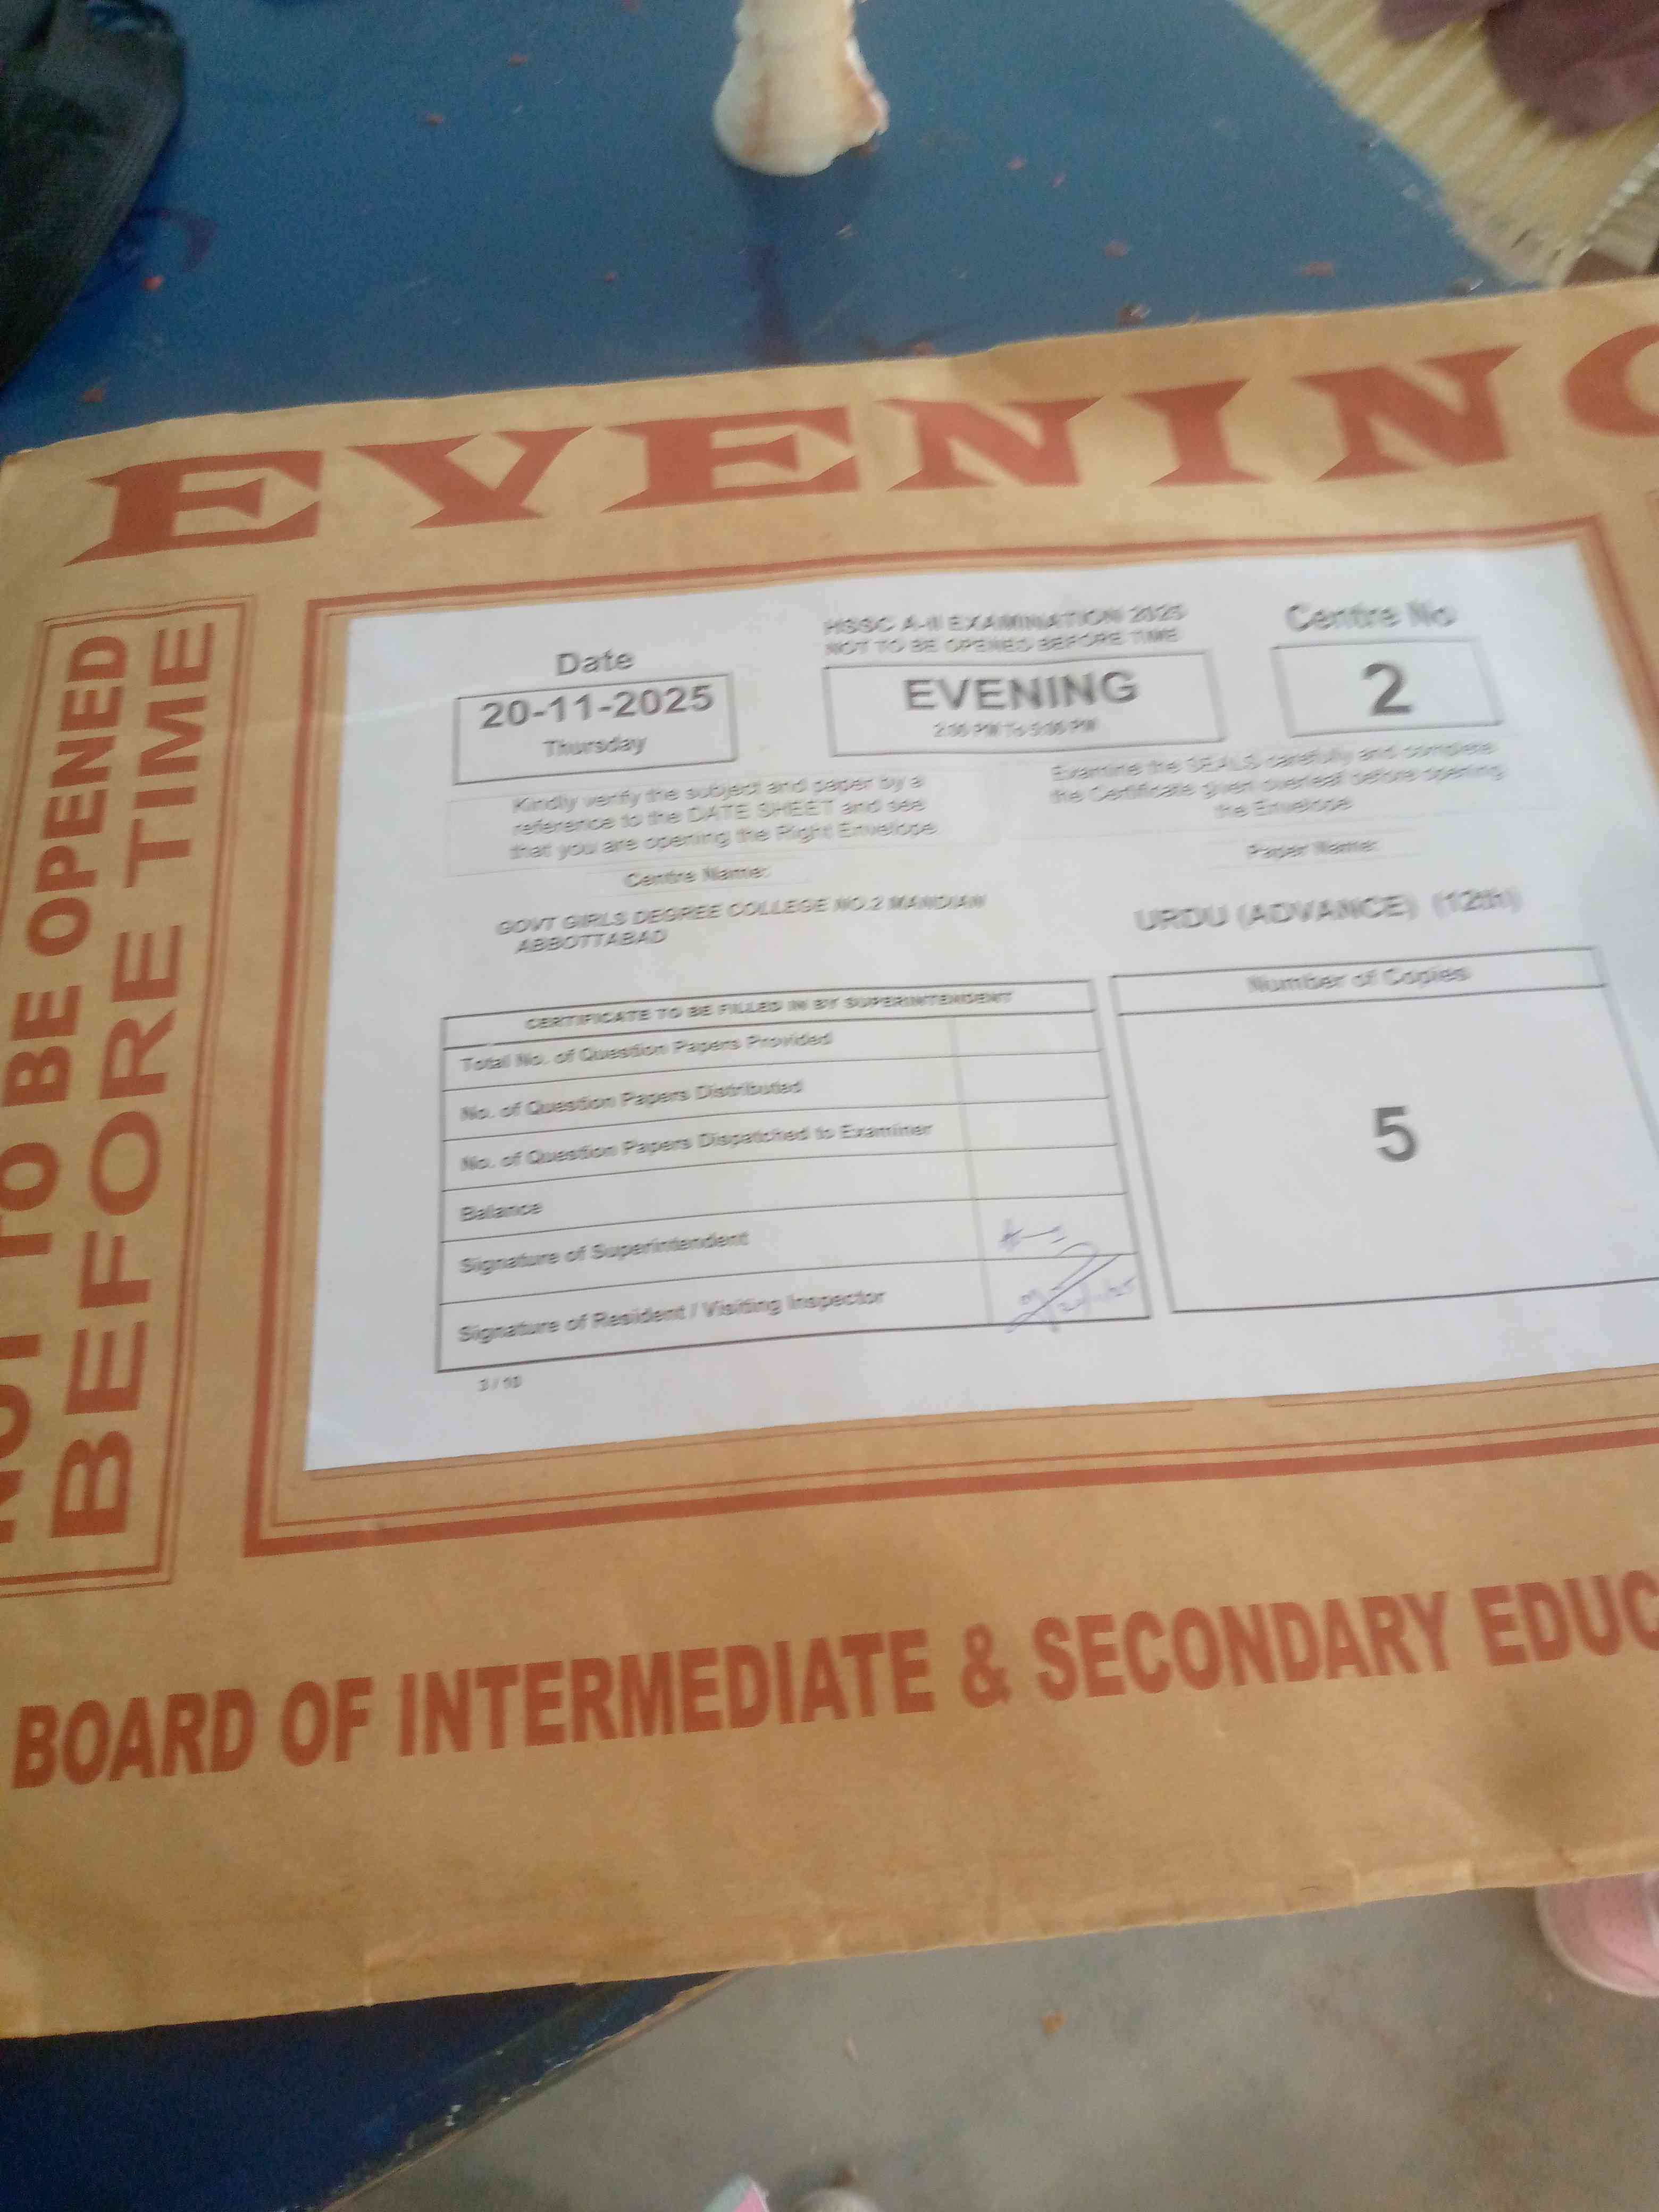 EVENING
NOT TO BE OPENED
BEFORE TIME
HSSC A-II EXAMINATION 2025
NOT TO BE OPENED BEFORE TIME
Date
20-11-2025
Thursday
EVENING
2:00 PM To 5:00 PM
Centre No
2
Kindly verify the subject and paper by a
reference to the DATE SHEET and see
that you are opening the Right Envelope
Examine the SEALS carefully and complete
the Certificate given overleaf before opening
the Envelope
Centre Name:
GOVT GIRLS DEGREE COLLEGE NO.2 MANDIAN
ABBOTTABAD
Paper Name:
URDU (ADVANCE) (12th)
CERTIFICATE TO BE FILLED IN BY SUPERINTENDENT
Total No. of Question Papers Provided
No. of Question Papers Distributed
No. of Question Papers Dispatched to Examiner
Balance
Signature of Superintendent
Signature of Resident / Visiting Inspector
Number of Copies
5
3 / 10
BOARD OF INTERMEDIATE & SECONDARY EDUC